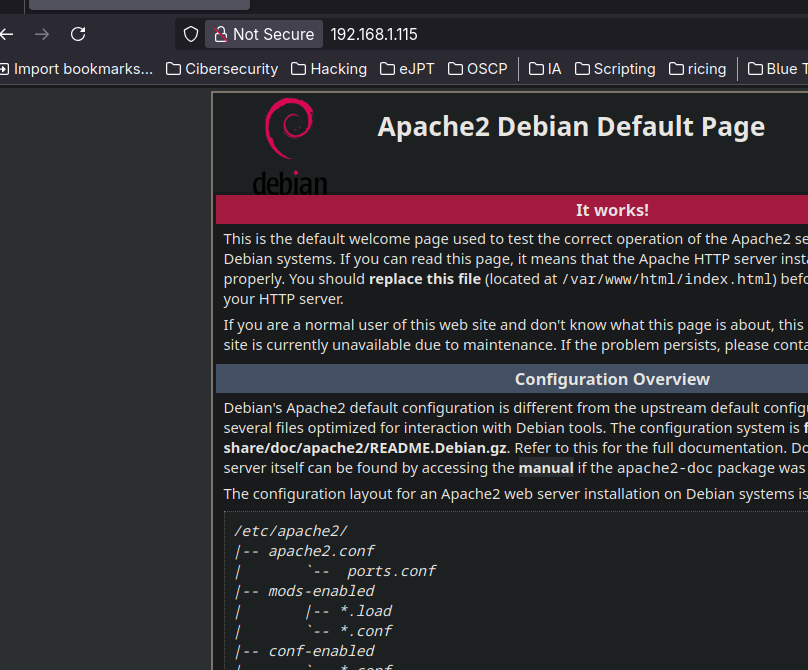 Not Secure 192.168.1.115
Import bookmarks... Cibersecurity Hacking eJPT OSCP IA Scripting ricing Blue
Apache2 Debian Default Page
debian
It works!
This is the default welcome page used to test the correct operation of the Apache2
Debian systems. If you can read this page, it means that the Apache HTTP server
properly. You should replace this file (located at /var/www/html/index.html)
your HTTP server.
If you are a normal user of this web site and don't know what this page is about, this
site is currently unavailable due to maintenance. If the problem persists, please
Configuration Overview
Debian's Apache2 default configuration is different from the upstream default
several files optimized for interaction with Debian tools. The configuration system is
share/doc/apache2/README.Debian.gz. Refer to this for the full documentation.
server itself can be found by accessing the manual if the apache2-doc package was
The configuration layout for an Apache2 web server installation on Debian systems is
/etc/apache2/
|-- apache2.conf
|       `--  ports.conf
|-- mods-enabled
|       |-- *.load
|       `-- *.conf
|-- conf-enabled
|       `-- *.conf